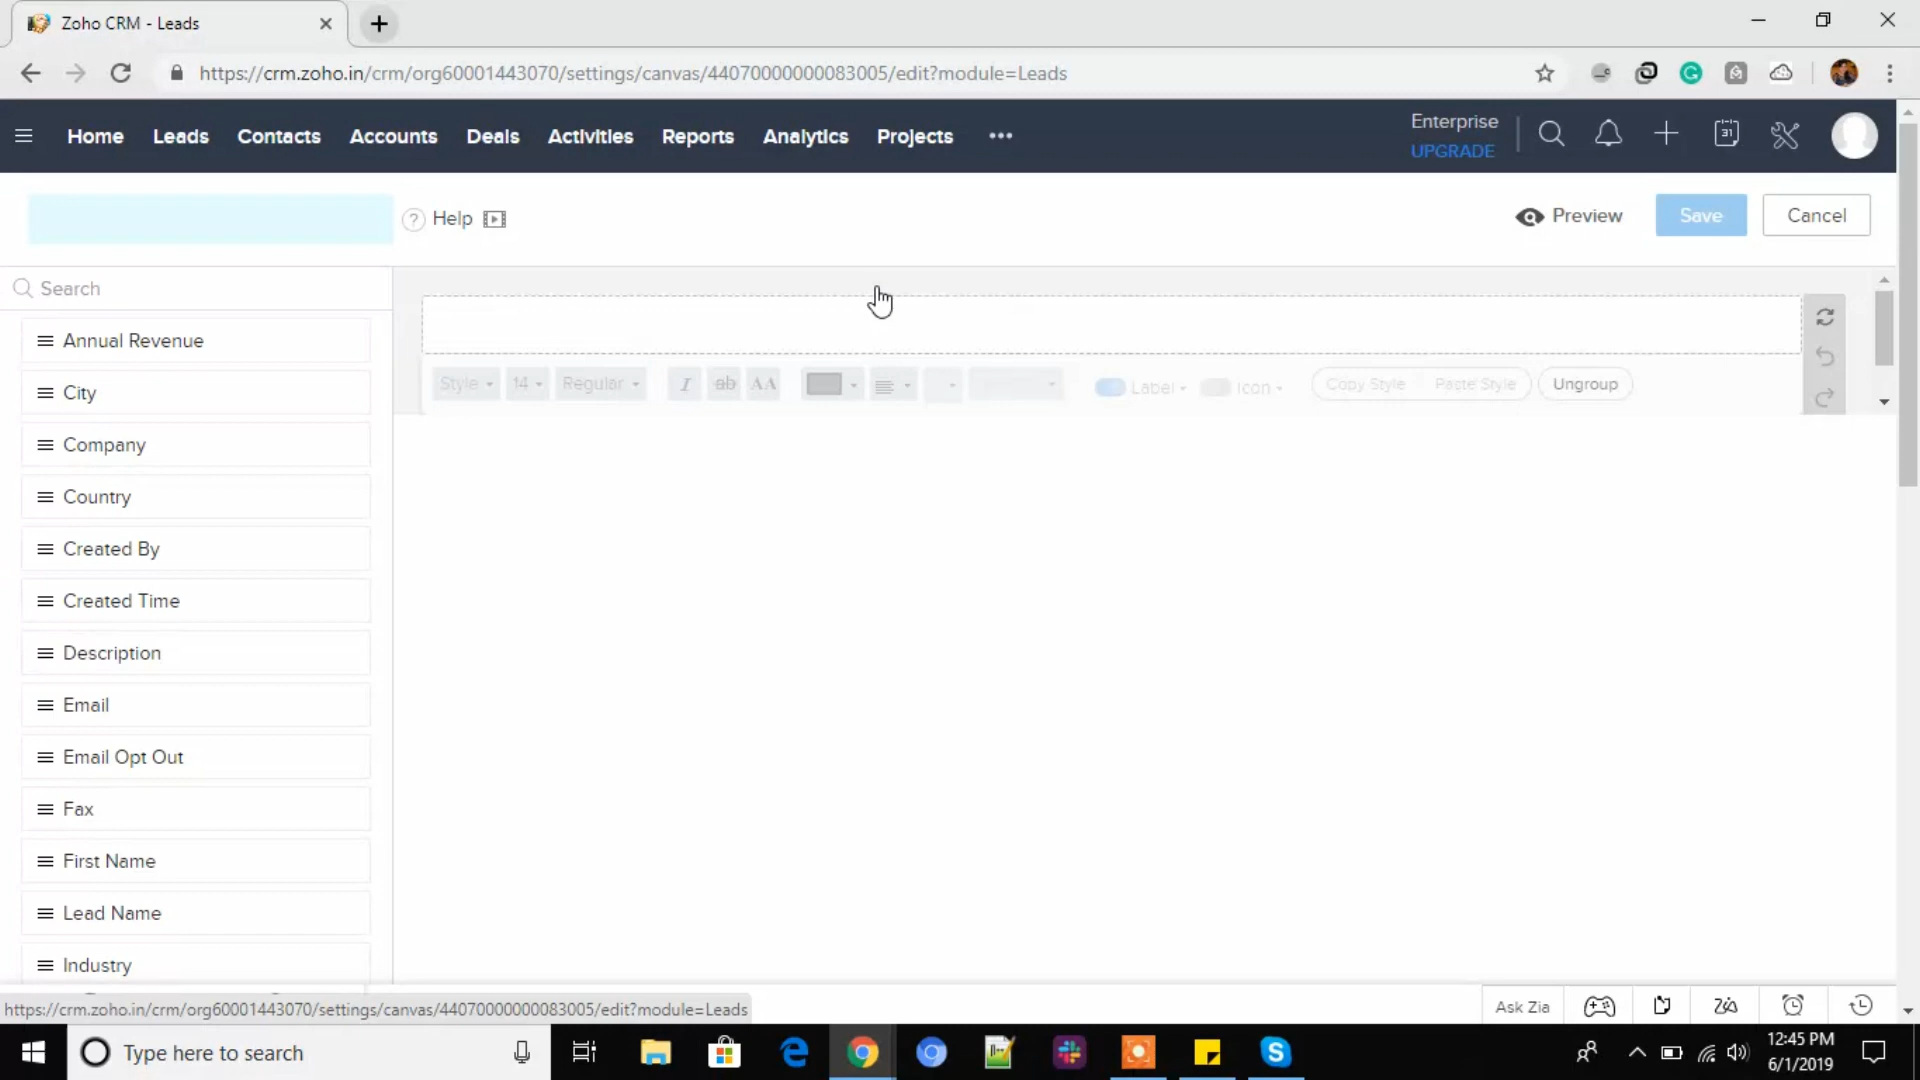 Zoho CRM - Leads
https://crm.zoho.in/crm/org60001443070/settings/canvas/44070000000083005/edit?module=Leads
Home Leads Contacts Accounts Deals Activities Reports Analytics Projects •••
Enterprise
UPGRADE
31
? Help
Preview Save Cancel
Search
Annual Revenue
City
Company
Country
Created By
Created Time
Description
Email
Email Opt Out
Fax
First Name
Lead Name
Industry
Style 14 Regular I ab AA Label Icon Copy Style Paste Style Ungroup
https://crm.zoho.in/crm/org60001443070/settings/canvas/44070000000083005/edit?module=Leads
Ask Zia
Type here to search
12:45 PM
6/1/2019